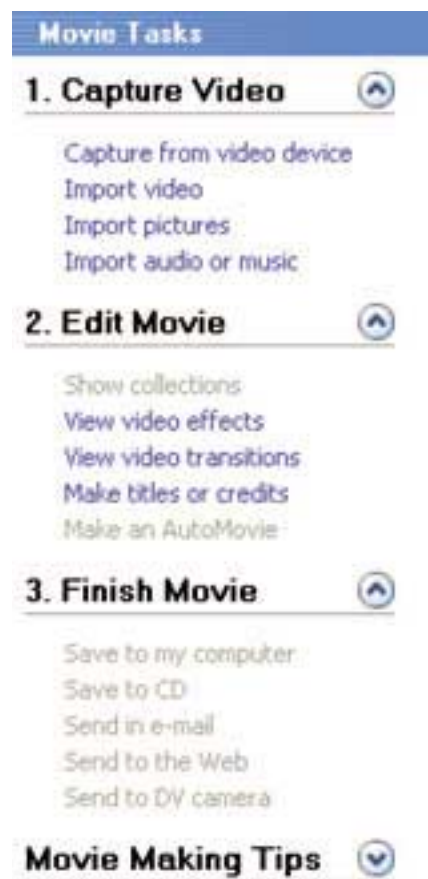 Movie Tasks
1. Capture Video
Capture from video device
Import video
Import pictures
Import audio or music
2. Edit Movie
Show collections
View video effects
View video transitions
Make titles or credits
Make an AutoMovie
3. Finish Movie
Save to my computer
Save to CD
Send in e-mail
Send to the Web
Send to DV camera
Movie Making Tips